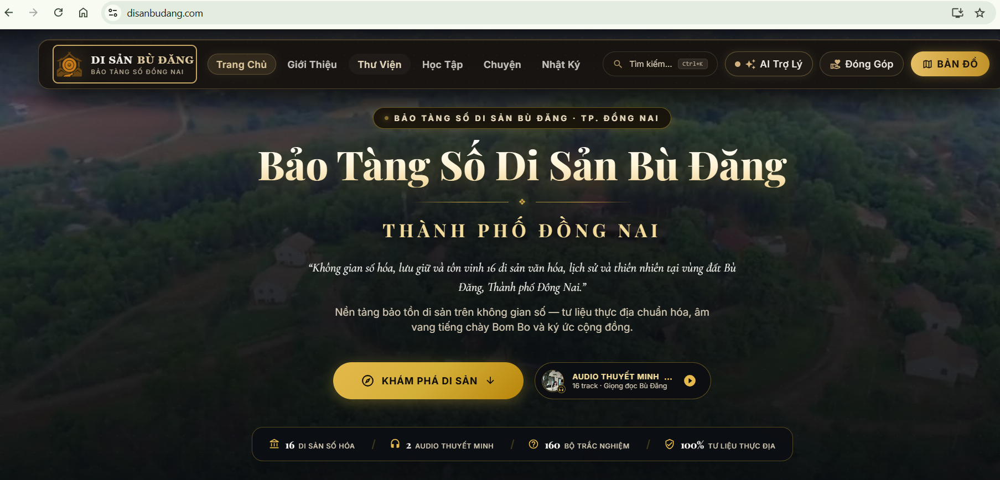 disanbudang.com
DI SẢN BÙ ĐĂNG
BẢO TÀNG SỐ ĐỒNG NAI
Trang Chủ
Giới Thiệu
Thư Viện
Học Tập
Chuyện
Nhật Ký
Tìm kiếm...
Ctrl+K
AI Trợ Lý
Đóng Góp
BẢN ĐỒ
BẢO TÀNG SỐ DI SẢN BÙ ĐĂNG · TP. ĐỒNG NAI
Bảo Tàng Số Di Sản Bù Đăng
THÀNH PHỐ ĐỒNG NAI
“Không gian số hóa, lưu giữ và tôn vinh 16 di sản văn hóa, lịch sử và thiên nhiên tại vùng đất Bù
Đăng, Thành phố Đồng Nai.”
Nền tảng bảo tồn di sản trên không gian số — tư liệu thực địa chuẩn hóa, âm
vang tiếng chày Bom Bo và ký ức cộng đồng.
KHÁM PHÁ DI SẢN
AUDIO THUYẾT MINH ...
16 track · Giọng đọc Bù Đăng
16 DI SẢN SỐ HÓA
/
2 AUDIO THUYẾT MINH
/
160 BỘ TRẮC NGHIỆM
/
100% TƯ LIỆU THỰC ĐỊA